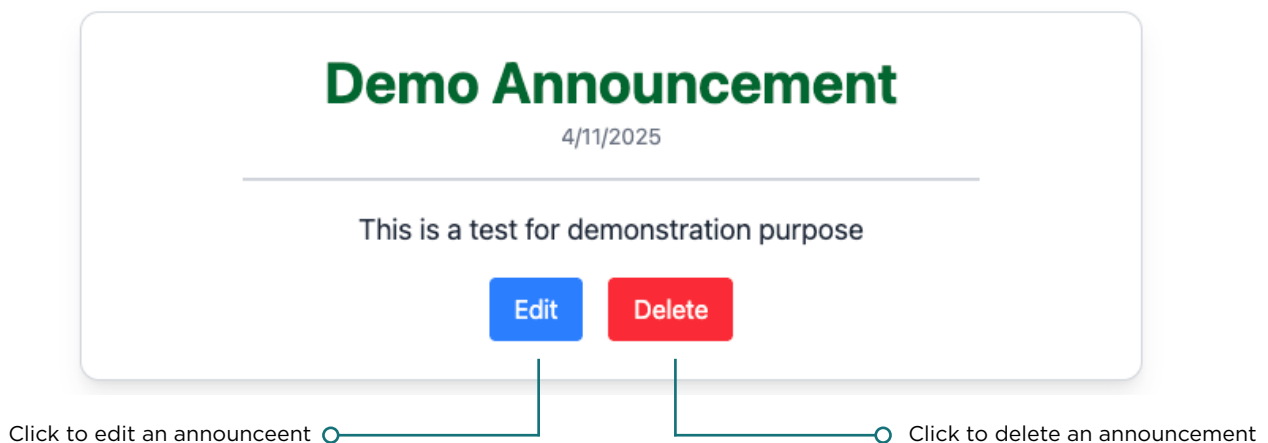 Demo Announcement
4/11/2025
This is a test for demonstration purpose
Edit Delete
Click to edit an announceent
Click to delete an announcement